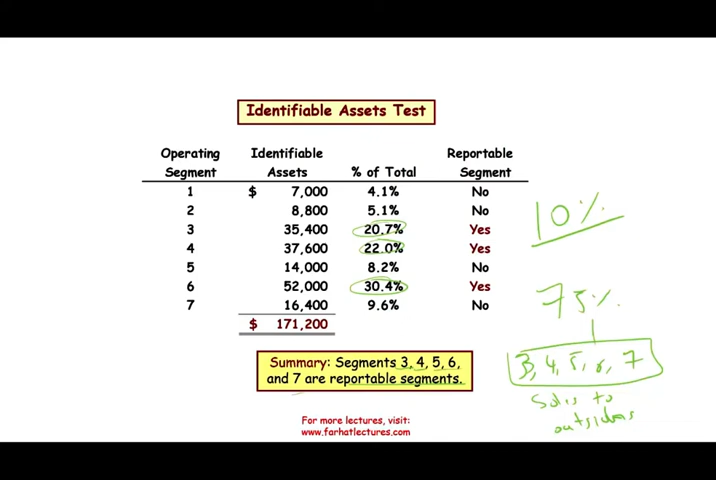 Identifiable Assets Test
Operating Identifiable Reportable
Segment Assets % of Total Segment
1 $ 7,000 4.1% No
2 8,800 5.1% No
3 35,400 20.7% Yes
4 37,600 22.0% Yes
5 14,000 8.2% No
6 52,000 30.4% Yes
7 16,400 9.6% No
$ 171,200
10%
75%
3, 4, 5, 6, 7
Sales to
outsiders
Summary: Segments 3, 4, 5, 6,
and 7 are reportable segments.
For more lectures, visit:
www.farhatlectures.com